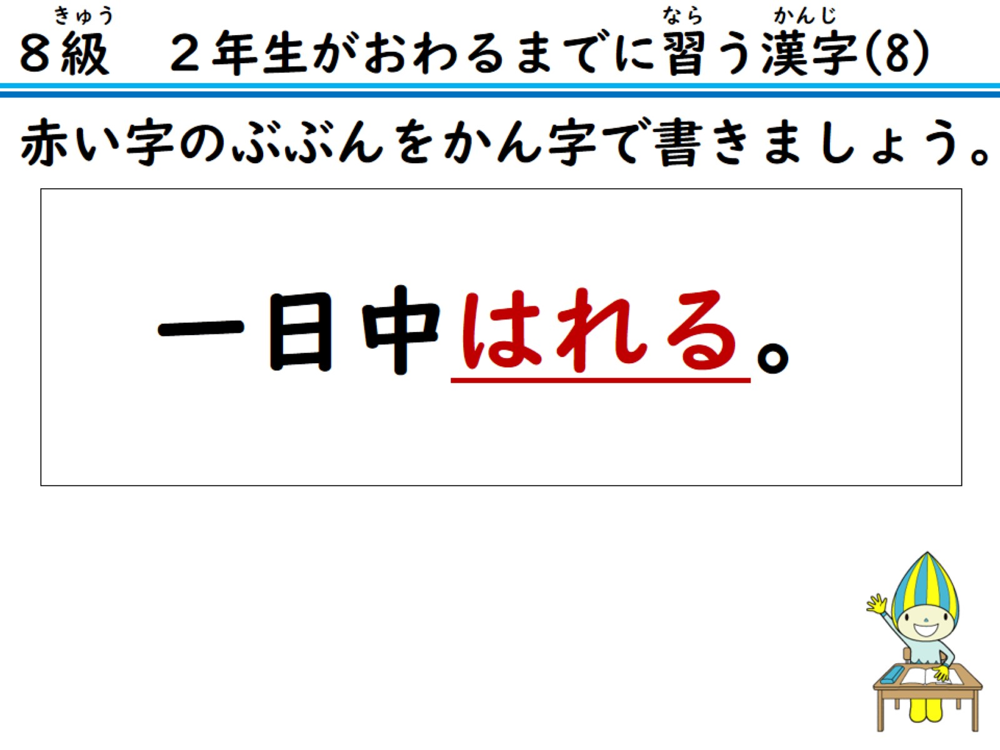 きゅう なら かんじ
８級　２年生がおわるまでに習う漢字(8)
赤い字のぶぶんをかん字で書きましょう。
一日中はれる。